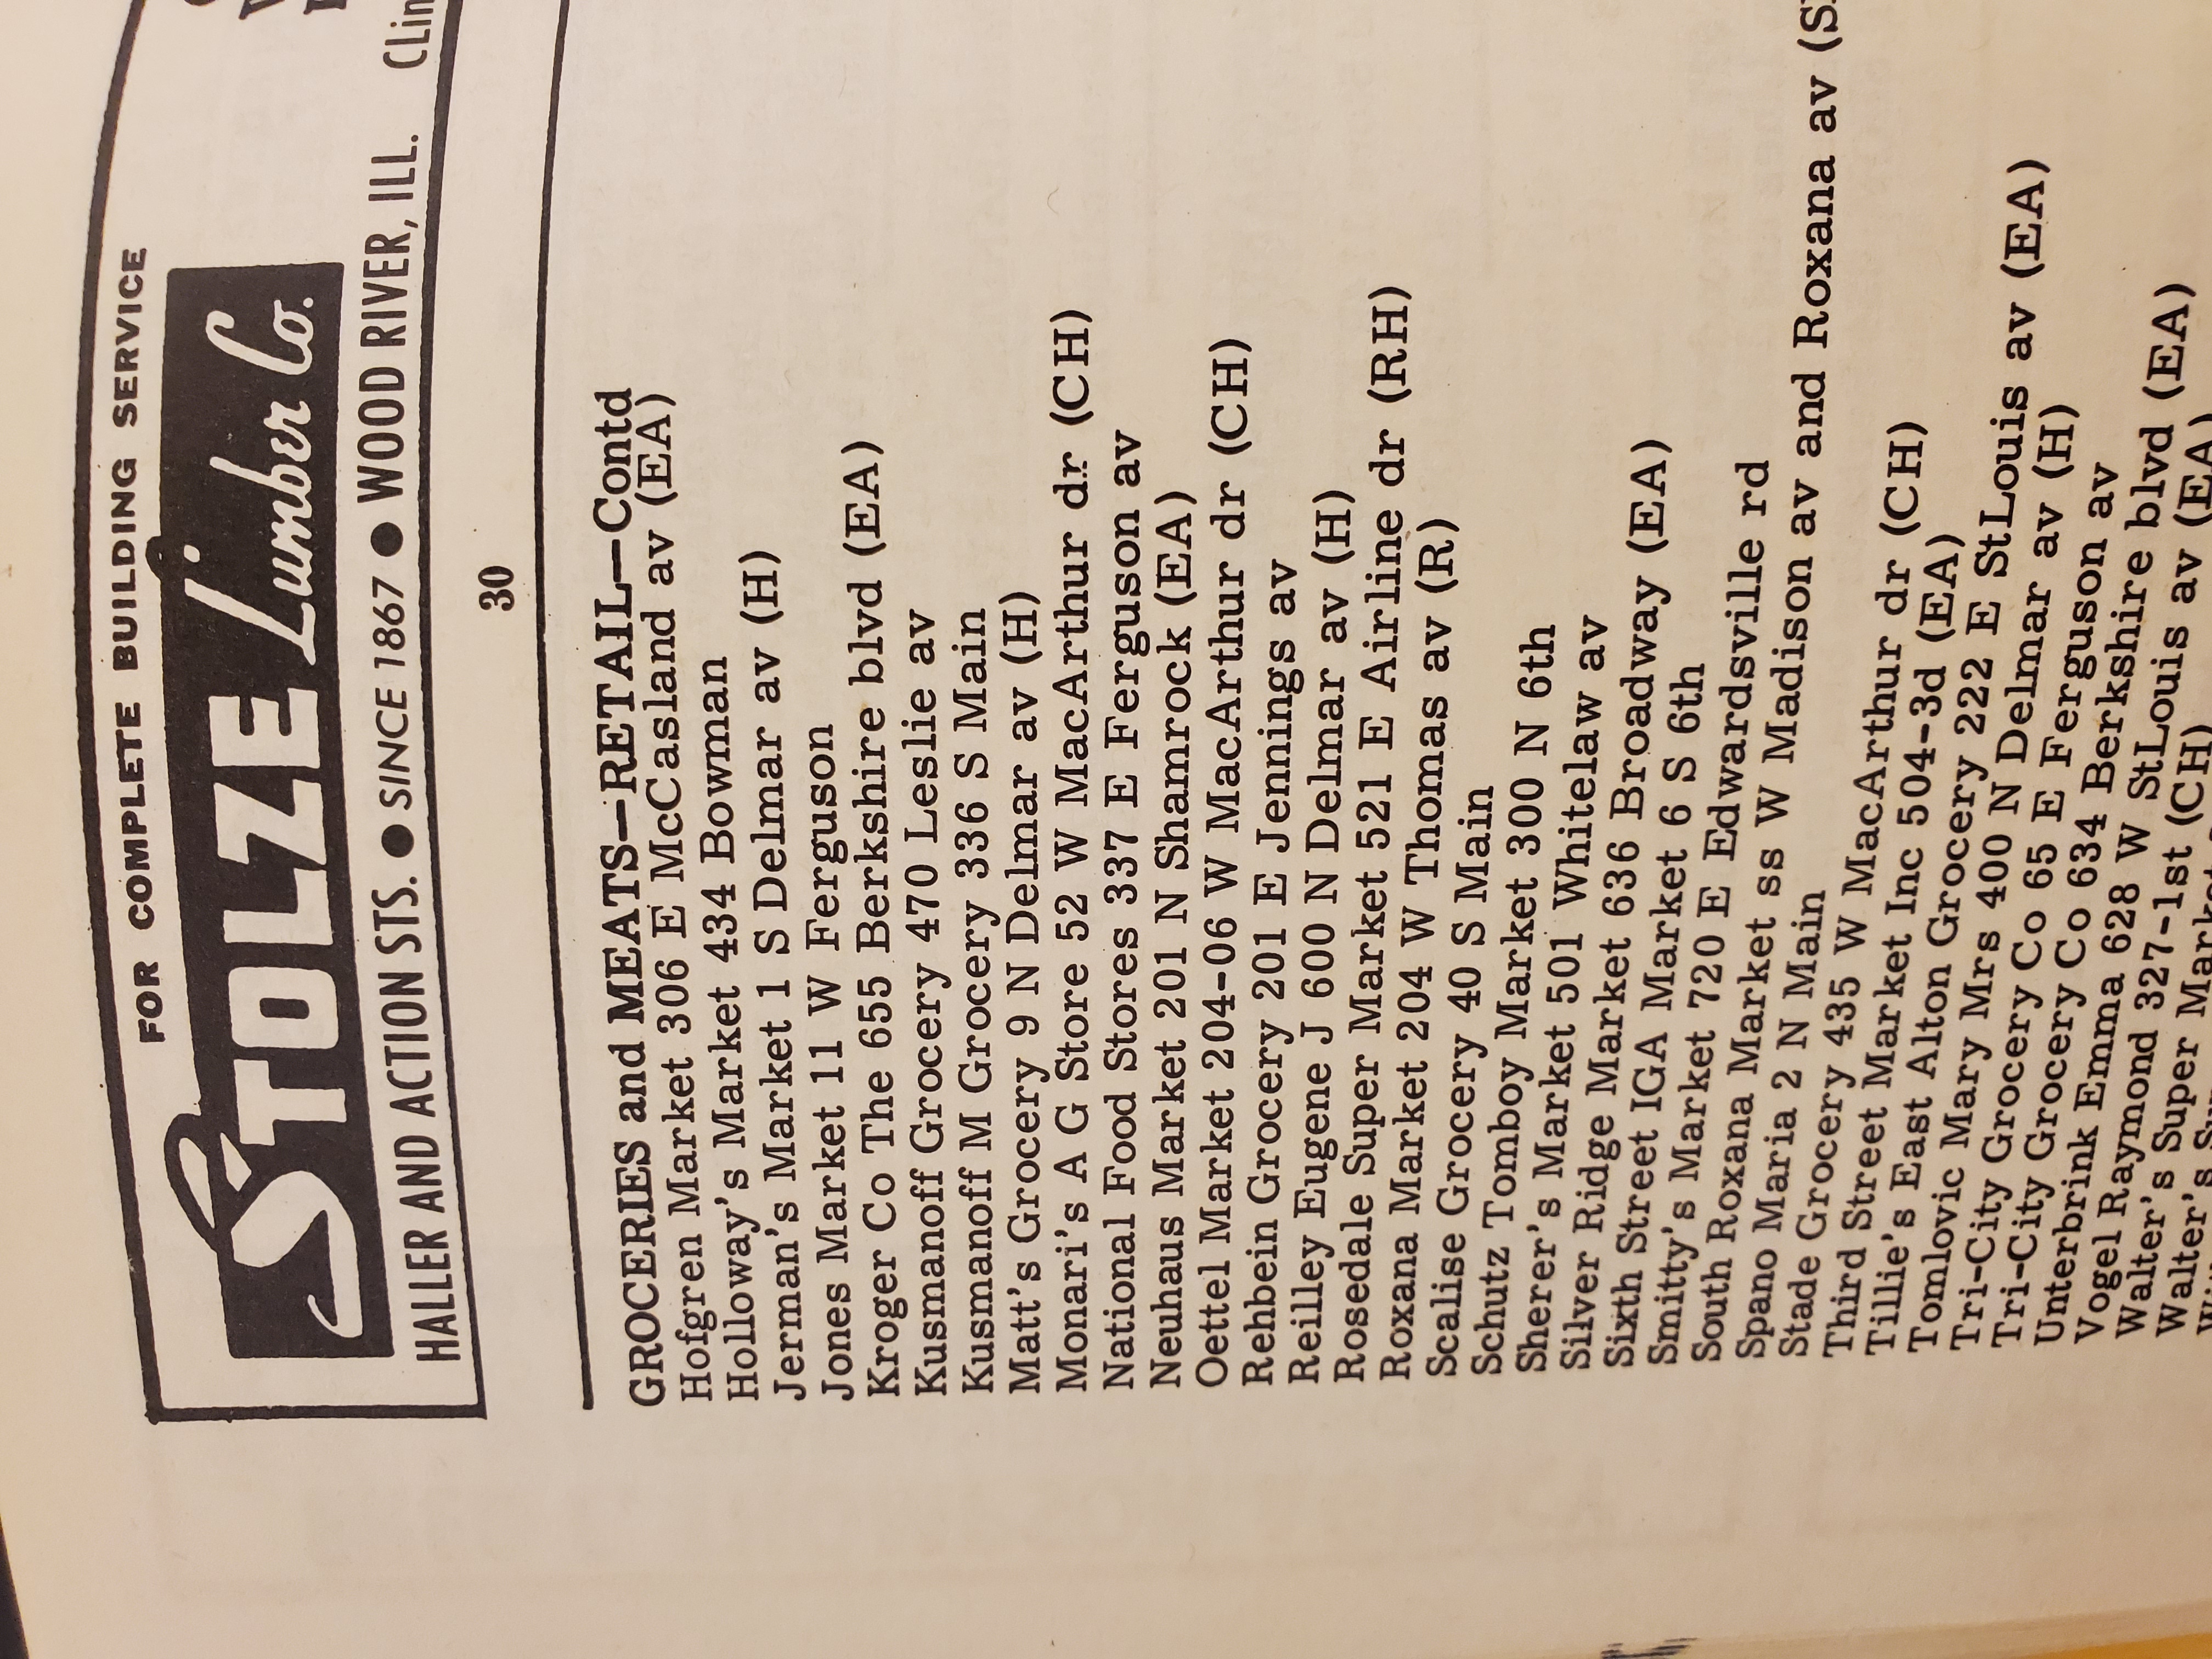 FOR COMPLETE BUILDING SERVICE
STOLZE Lumber Co.
HALLER AND ACTION STS. ● SINCE 1867 ● WOOD RIVER, ILL.
30
GROCERIES and MEATS—RETAIL—Contd
Hofgren Market 306 E McCasland av (EA)
Holloway's Market 434 Bowman
Jerman's Market 1 S Delmar av (H)
Jones Market 11 W Ferguson
Kroger Co The 655 Berkshire blvd (EA)
Kusmanoff Grocery 470 Leslie av
Kusmanoff M Grocery 336 S Main
Matt's Grocery 9 N Delmar av (H)
Monari's A G Store 52 W MacArthur dr (CH)
National Food Stores 337 E Ferguson av
Neuhaus Market 201 N Shamrock (EA)
Oettel Market 204-06 W MacArthur dr (CH)
Rehbein Grocery 201 E Jennings av
Reilley Eugene J 600 N Delmar av (H)
Rosedale Super Market 521 E Airline dr (RH)
Roxana Market 204 W Thomas av (R)
Scalise Grocery 40 S Main
Schutz Tomboy Market 300 N 6th
Sherer's Market 501 Whitelaw av
Silver Ridge Market 636 Broadway (EA)
Sixth Street IGA Market 6 S 6th
Smitty's Market 720 E Edwardsville rd
South Roxana Market ss W Madison av and Roxana av
Spano Maria 2 N Main
Stade Grocery 435 W MacArthur dr (CH)
Third Street Market Inc 504-3d (EA)
Tillie's East Alton Grocery 222 E StLouis av (EA)
Tomlovic Mary Mrs 400 N Delmar av (H)
Tri-City Grocery Co 65 E Ferguson av
Tri-City Grocery Co 634 Berkshire blvd (EA)
Unterbrink Emma 628 W StLouis av (EA)
Vogel Raymond 327-1st (CH)
Walter's Super Market
Walter's